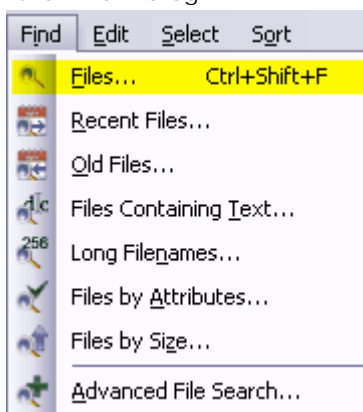 Find Edit Select Sort
Files... Ctrl+Shift+F
Recent Files...
Old Files...
Files Containing Text...
256
Long Filenames...
Files by Attributes...
Files by Size...
Advanced File Search...